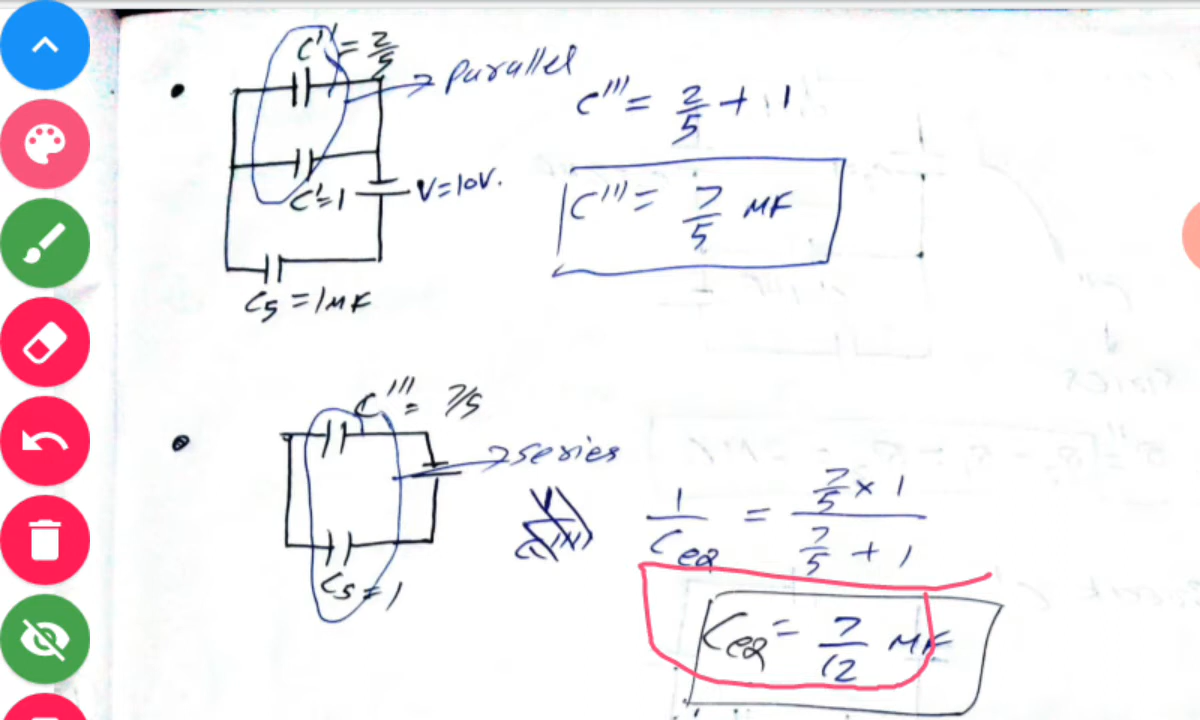 C'' = 2/5
→ parallel
C''' = 2/5 + 1
C' = 1
V = 10V.
C''' = 7/5 MF
C5 = 1MF
C''' = 7/5
→ series
1/Ceq = (7/5 × 1)/(7/5 + 1)
C5 = 1
Ceq = 7/12 MF